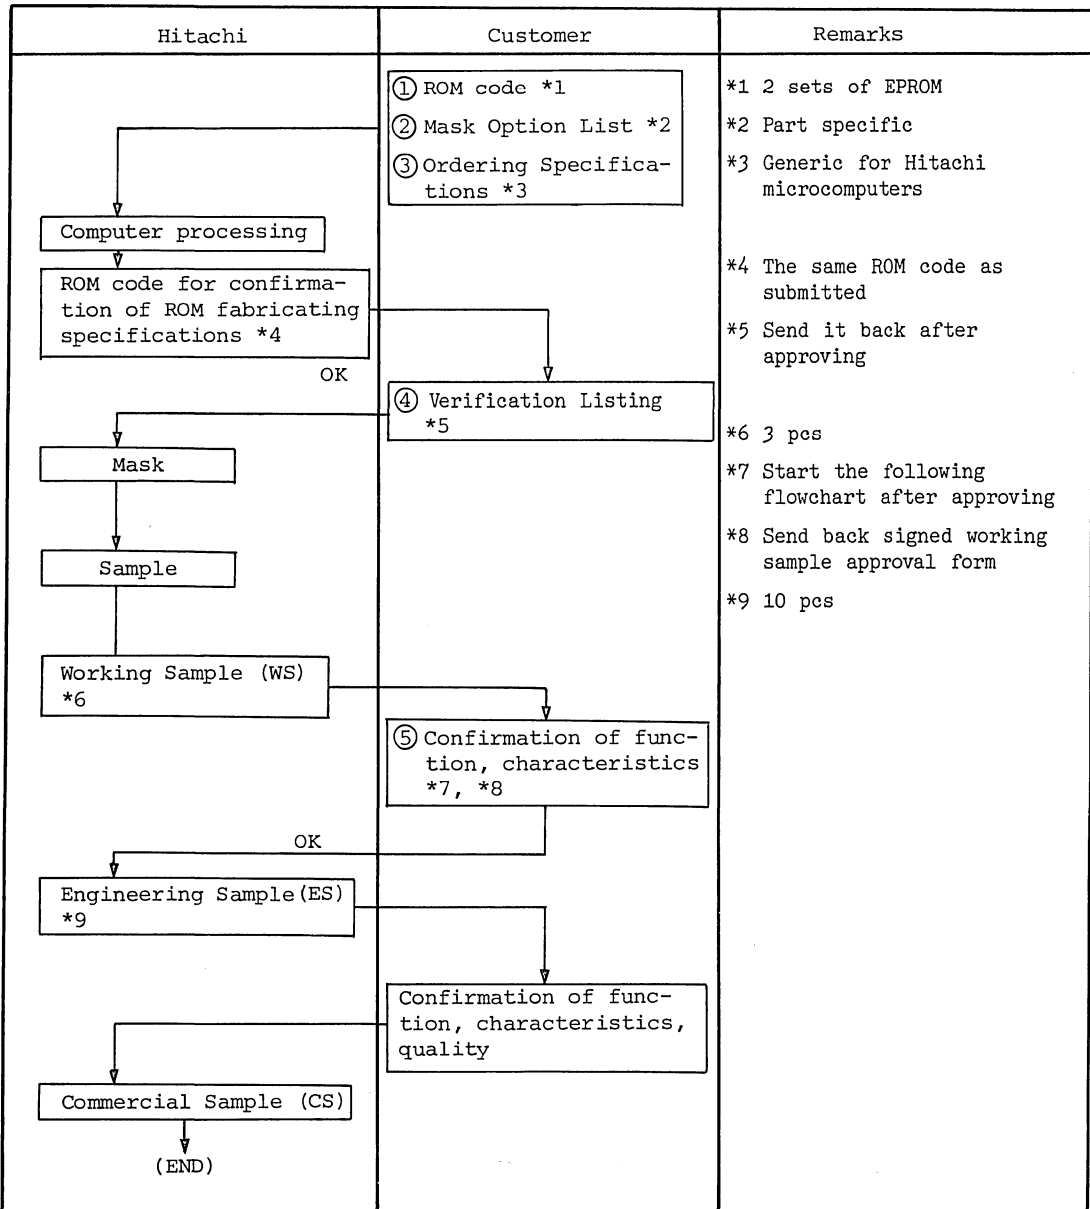 Hitachi
Customer
Remarks
① ROM code *1
② Mask Option List *2
③ Ordering Specifica-
tions *3
*1 2 sets of EPROM
*2 Part specific
*3 Generic for Hitachi
microcomputers
Computer processing
ROM code for confirma-
tion of ROM fabricating
specifications *4
*4 The same ROM code as
submitted
*5 Send it back after
approving
OK
④ Verification Listing
*5
*6 3 pcs
*7 Start the following
flowchart after approving
*8 Send back signed working
sample approval form
*9 10 pcs
Mask
Sample
Working Sample (WS)
*6
⑤ Confirmation of func-
tion, characteristics
*7, *8
OK
Engineering Sample(ES)
*9
Confirmation of func-
tion, characteristics,
quality
Commercial Sample (CS)
(END)